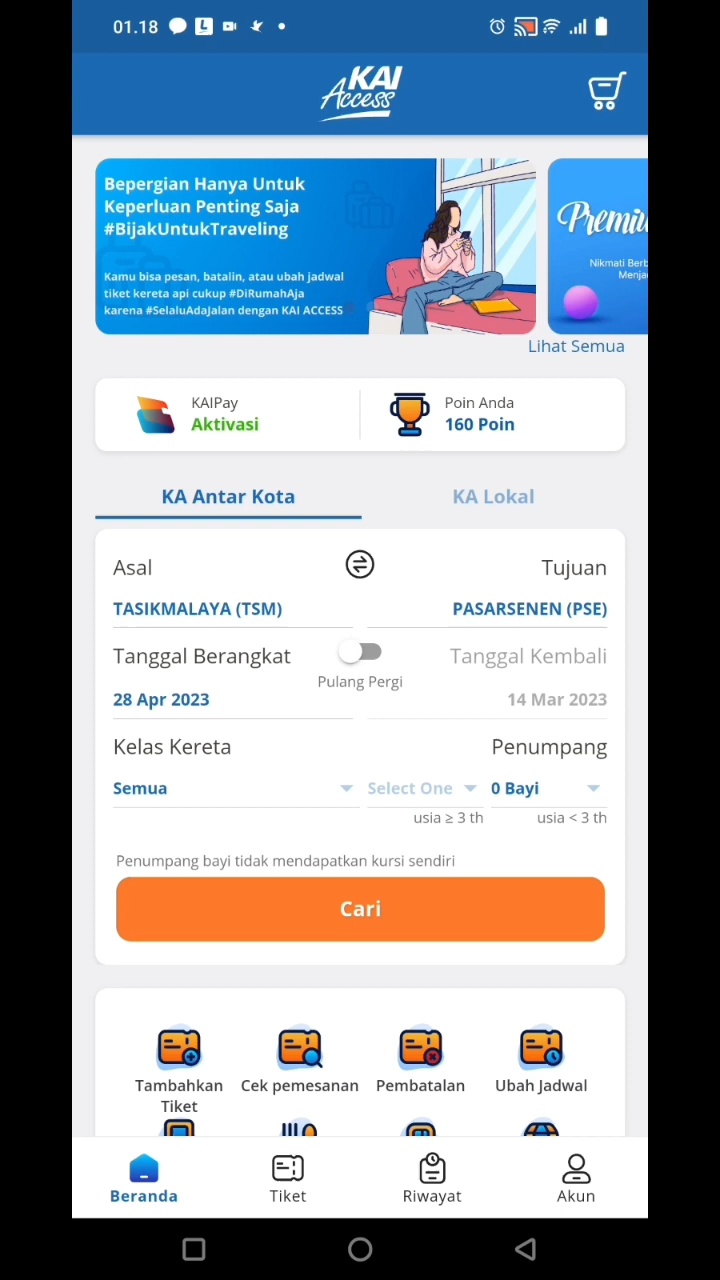 01.18
KAI
Access
Bepergian Hanya Untuk
Keperluan Penting Saja
#BijakUntukTraveling
Kamu bisa pesan, batalin, atau ubah jadwal
tiket kereta api cukup #DiRumahAja
karena #SelaluAdaJalan dengan KAI ACCESS
Nikmati
Lihat Semua
KAIPay
Aktivasi
Poin Anda
160 Poin
KA Antar Kota
KA Lokal
Asal
Tujuan
TASIKMALAYA (TSM)
PASARSENEN (PSE)
Tanggal Berangkat
Tanggal Kembali
Pulang Pergi
28 Apr 2023
14 Mar 2023
Kelas Kereta
Penumpang
Semua
Select One
0 Bayi
usia ≥ 3 th
usia < 3 th
Penumpang bayi tidak mendapatkan kursi sendiri
Cari
Tambahkan
Tiket
Cek pemesanan
Pembatalan
Ubah Jadwal
Beranda
Tiket
Riwayat
Akun